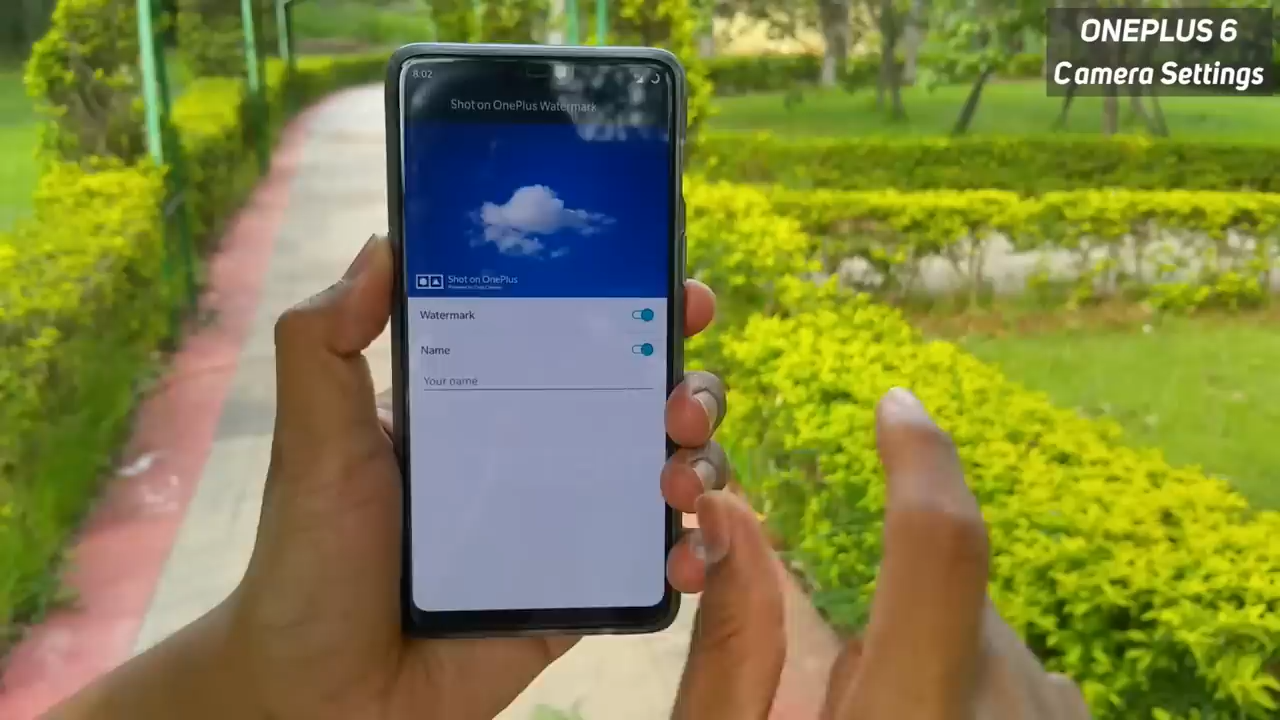 ONEPLUS 6
Camera Settings
8:02
Shot on OnePlus Watermark
Shot on OnePlus
Watermark
Name
Your name